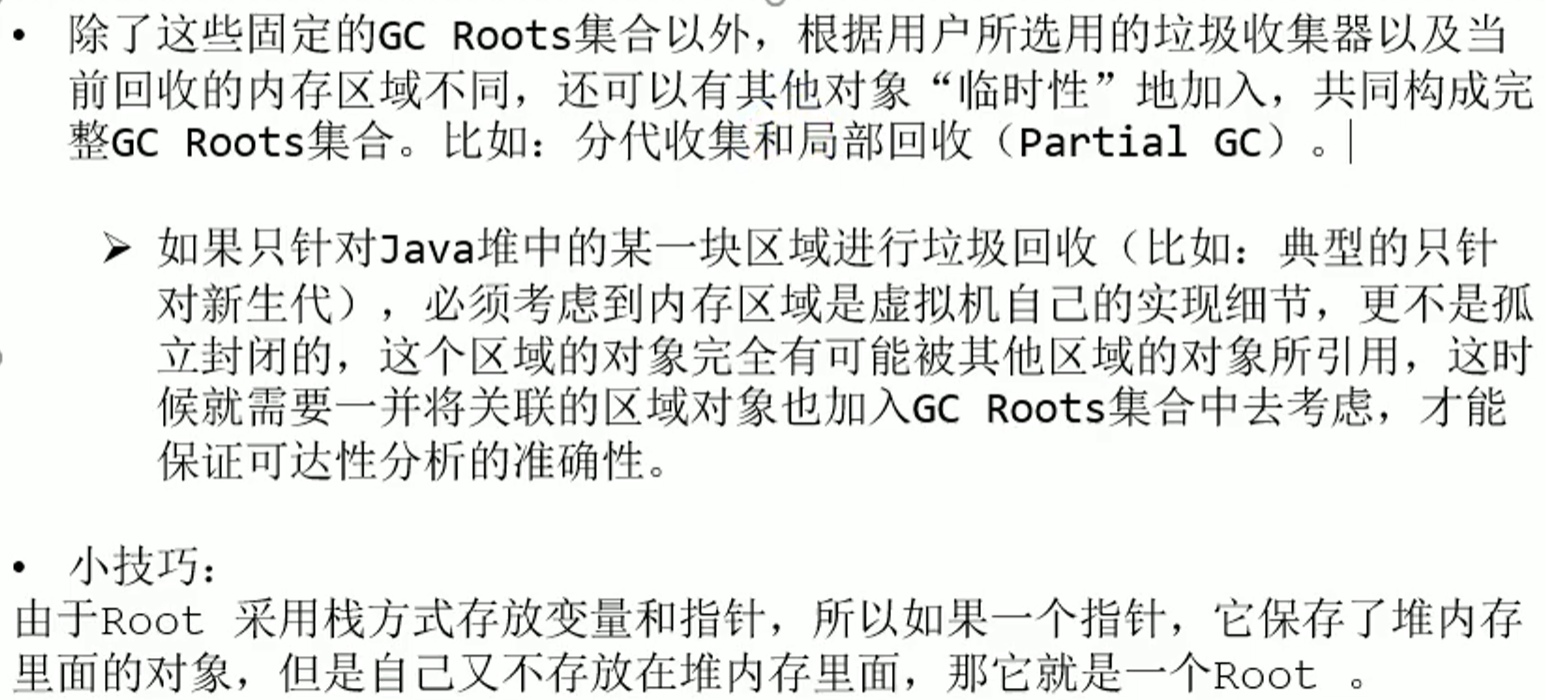 • 除了这些固定的GC Roots集合以外，根据用户所选用的垃圾收集器以及当
前回收的内存区域不同，还可以有其他对象“临时性”地加入，共同构成完
整GC Roots集合。比如：分代收集和局部回收（Partial GC）。
➢ 如果只针对Java堆中的某一块区域进行垃圾回收（比如：典型的只针
对新生代），必须考虑到内存区域是虚拟机自己的实现细节，更不是孤
立封闭的，这个区域的对象完全有可能被其他区域的对象所引用，这时
候就需要一并将关联的区域对象也加入GC Roots集合中去考虑，才能
保证可达性分析的准确性。
• 小技巧：
由于Root 采用栈方式存放变量和指针，所以如果一个指针，它保存了堆内存
里面的对象，但是自己又不存放在堆内存里面，那它就是一个Root 。